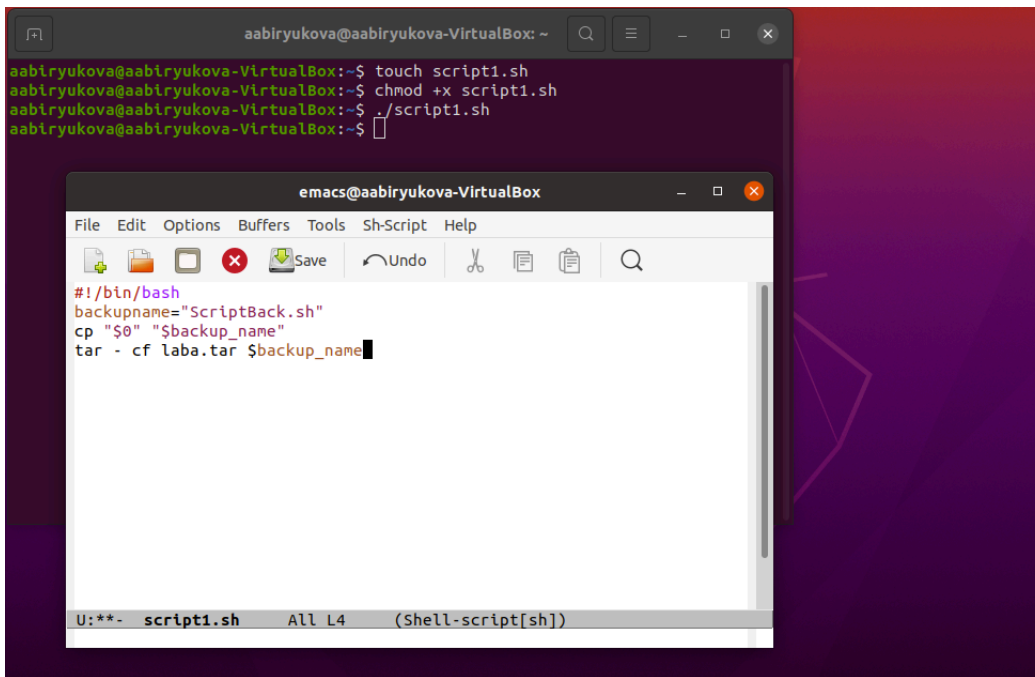 aabiryukova@aabiryukova-VirtualBox: ~
aabiryukova@aabiryukova-VirtualBox:~$ touch script1.sh
aabiryukova@aabiryukova-VirtualBox:~$ chmod +x script1.sh
aabiryukova@aabiryukova-VirtualBox:~$ ./script1.sh
aabiryukova@aabiryukova-VirtualBox:~$
emacs@aabiryukova-VirtualBox
File Edit Options Buffers Tools Sh-Script Help
Save Undo
#!/bin/bash
backupname="ScriptBack.sh"
cp "$0" "$backup_name"
tar - cf laba.tar $backup_name
U:**- script1.sh All L4 (Shell-script[sh])